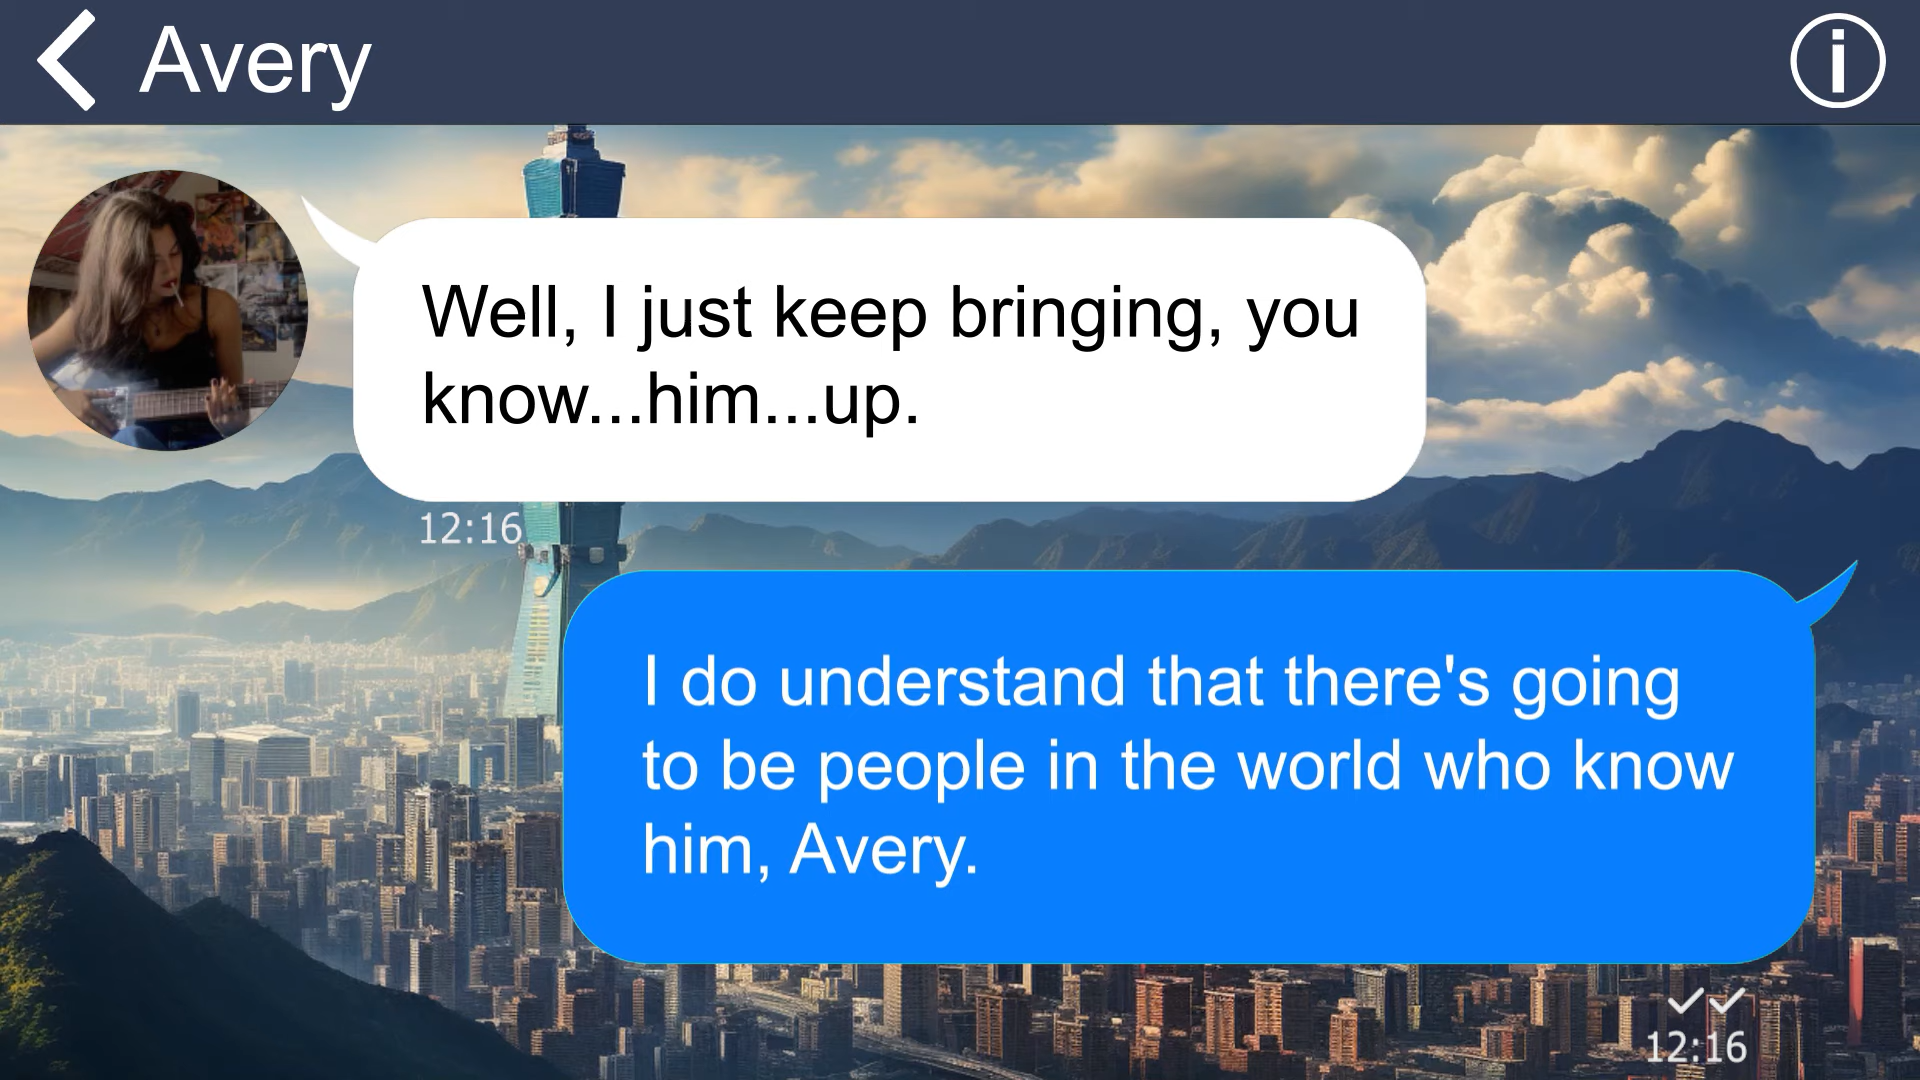 Avery
Well, I just keep bringing, you
know...him...up.
12:16
I do understand that there's going
to be people in the world who know
him, Avery.
12:16